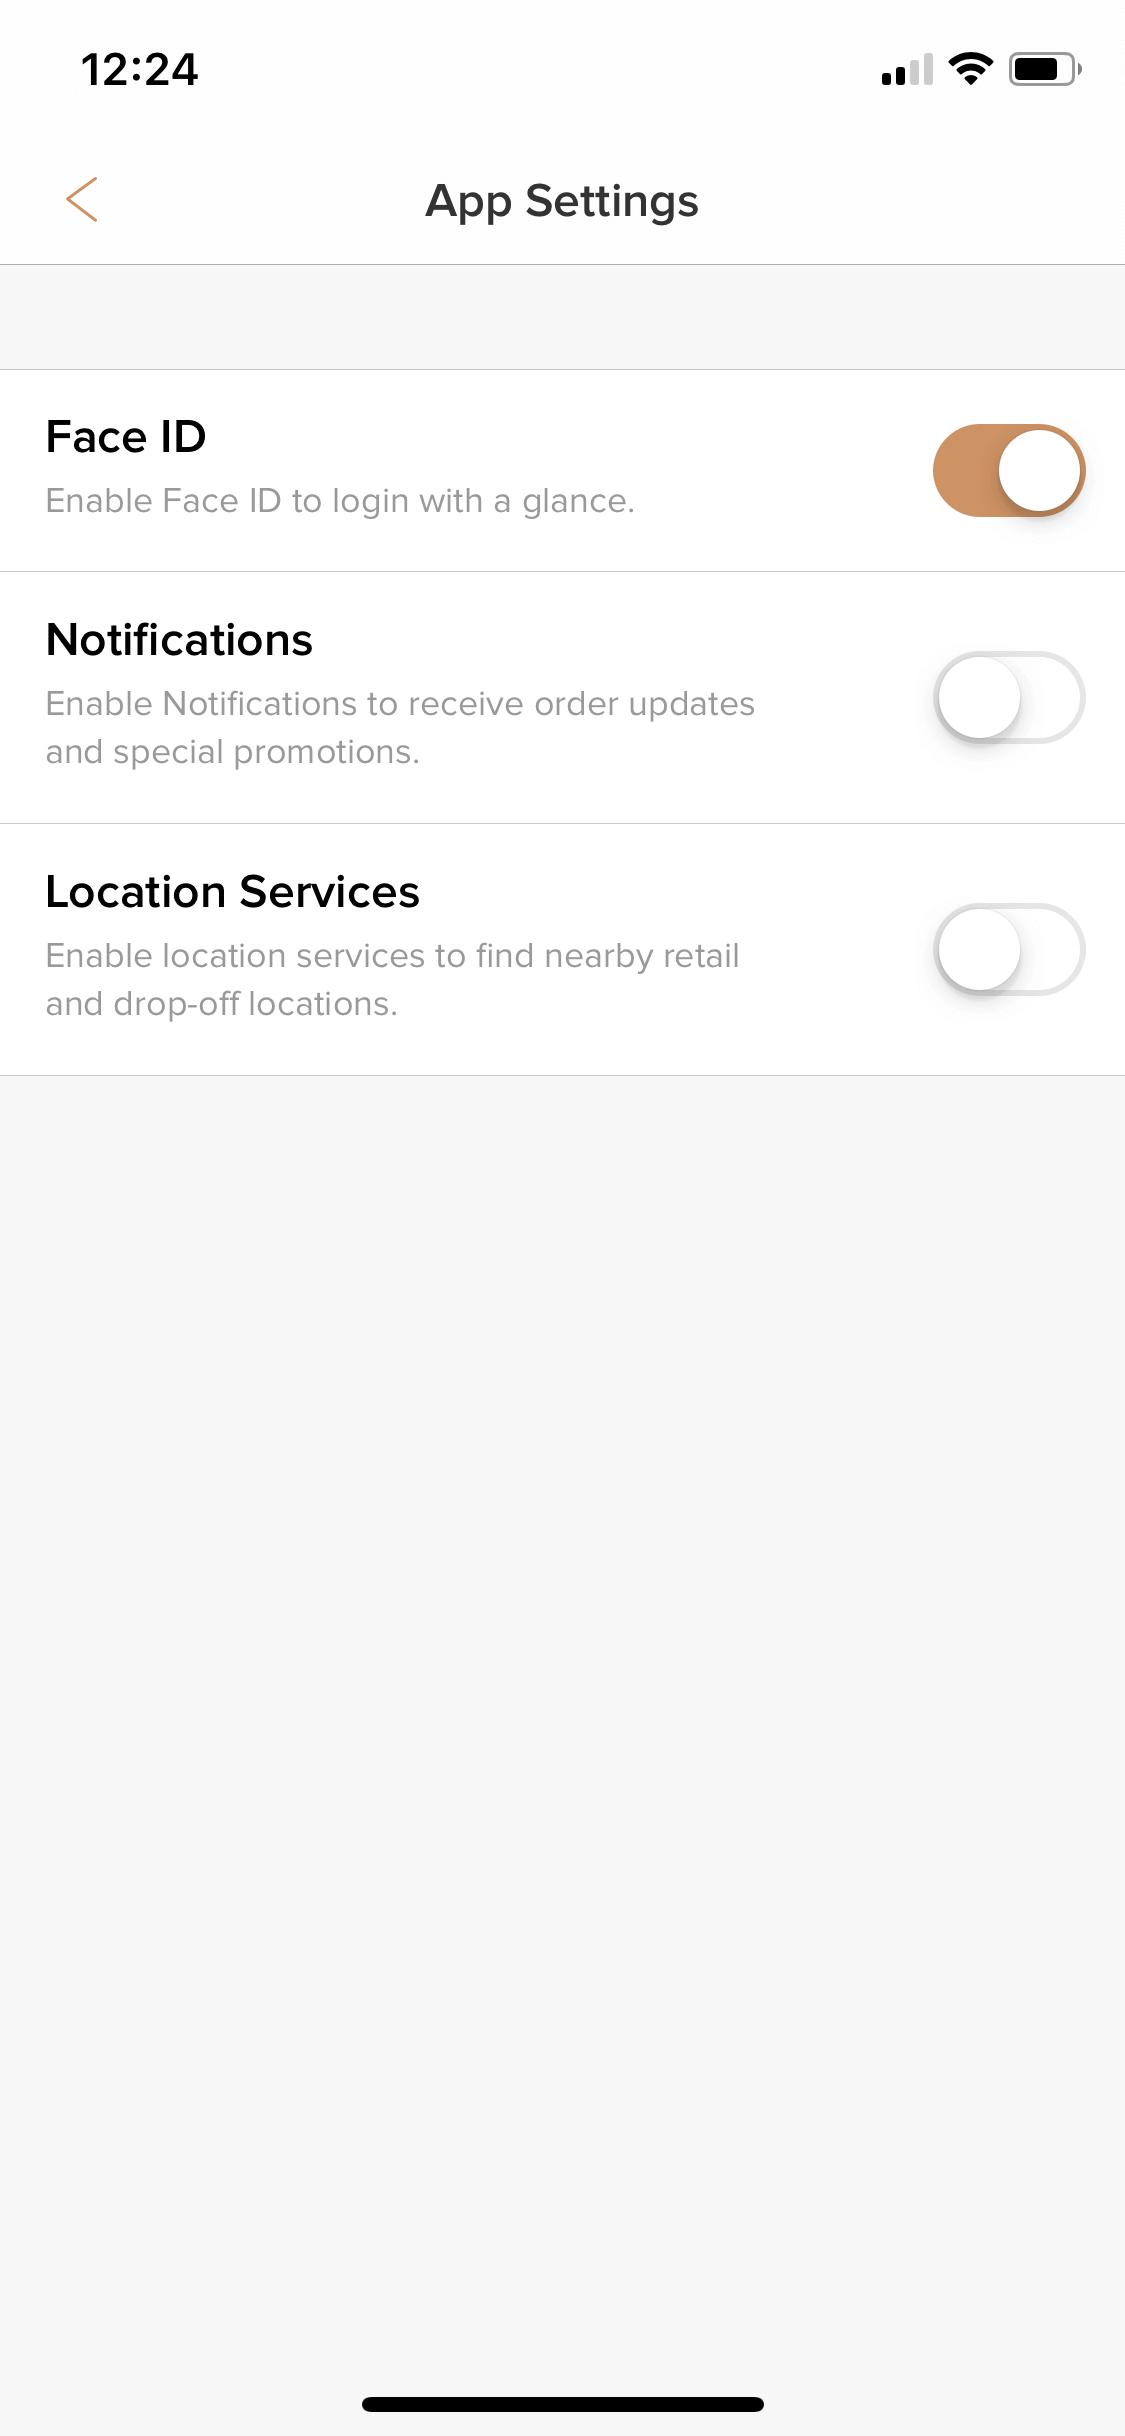 12:24
App Settings
Face ID
Enable Face ID to login with a glance.
Notifications
Enable Notifications to receive order updates
and special promotions.
Location Services
Enable location services to find nearby retail
and drop-off locations.